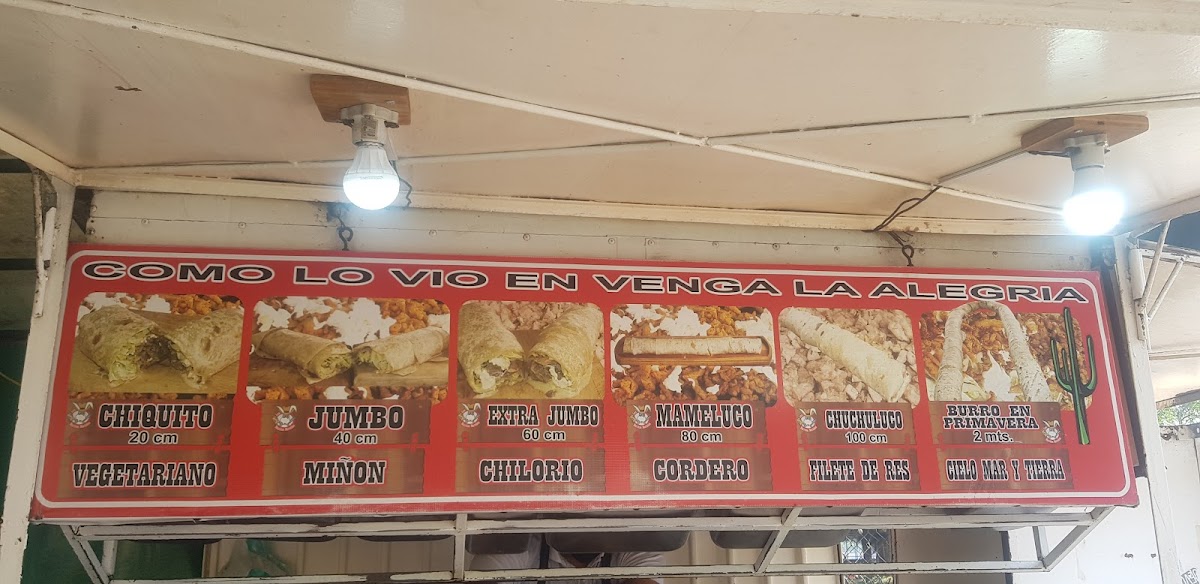 COMO LO VIO EN VENGA LA ALEGRIA
CHIQUITO
20 cm
JUMBO
40 cm
EXTRA JUMBO
60 cm
MAMELUCO
80 cm
CHUCHULUCO
100 cm
BURRO EN
PRIMAVERA
2 mts.
VEGETARIANO
MIÑON
CHILORIO
CORDERO
FILETE DE RES
CIELO MAR Y TIERRA